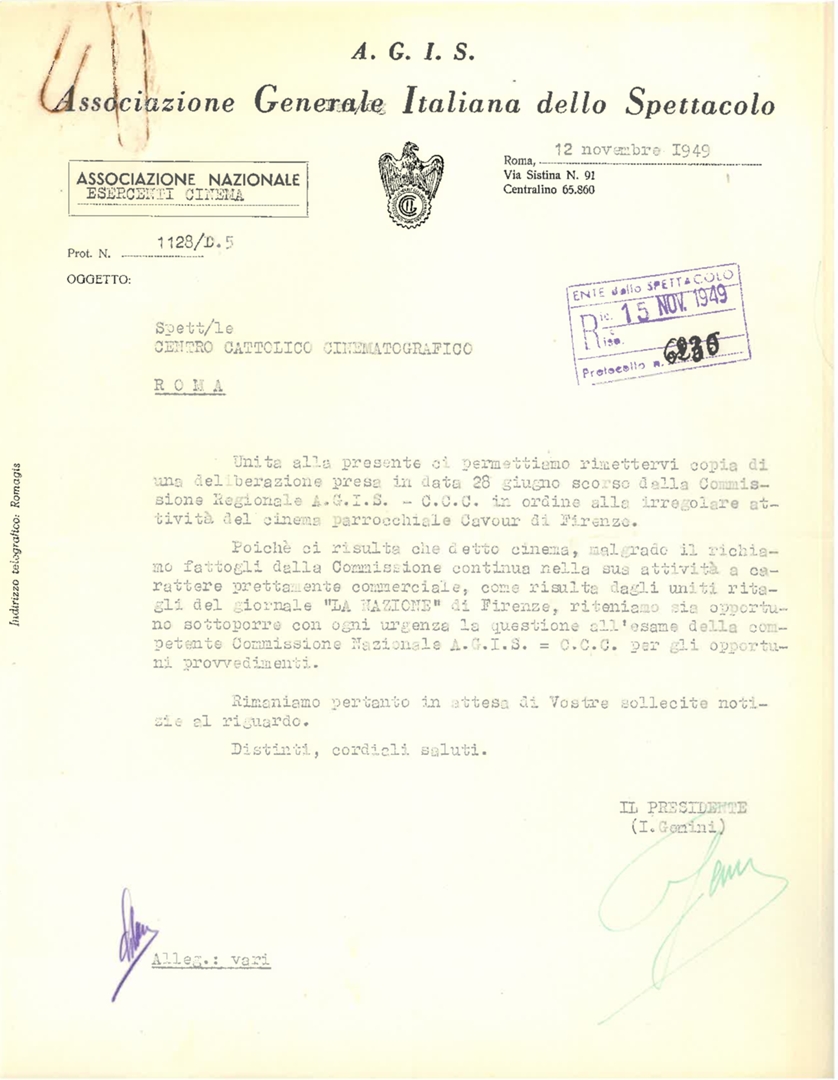 A. G. I. S.
Associazione Generale Italiana dello Spettacolo
ASSOCIAZIONE NAZIONALE
ESERCENTI CINEMA
Roma, 12 novembre 1949
Via Sistina N. 91
Centralino 65.860
Prot. N. 1128/D.5
OGGETTO:
ENTE dello SPETTACOLO
Ric. 15 NOV. 1949
Risp.
Protocollo n.
Spett/le
CENTRO CATTOLICO CINEMATOGRAFICO
ROMA
Unita alla presente ci permettiamo rimettervi copia di
una deliberazione presa in data 28 giugno scorso dalla Commis-
sione Regionale A.G.I.S. - C.C.C. in ordine alla irregolare at-
tività del cinema parrocchiale Cavour di Firenze.
Poichè ci risulta che detto cinema, malgrado il richia-
mo fattogli dalla Commissione continua nella sus attività a ca-
rattere prettamente commerciale, come risulta dagli uniti rita-
gli del giornale "LA NAZIONE" di Firenze, riteniamo sia opportu-
no sottoporre con ogni urgenza la questione all'esame della com-
petente Commissione Nazionale A.G.I.S. = C.C.C. per gli opportu-
ni provvedimenti.
Rimaniamo pertanto in attesa di Vostre sollecite noti-
zie al riguardo.
Distinti, cordiali saluti.
IL PRESIDENTE
(I.Gemini)
Alleg.: vari
Indirizzo telegrafico: Romagis